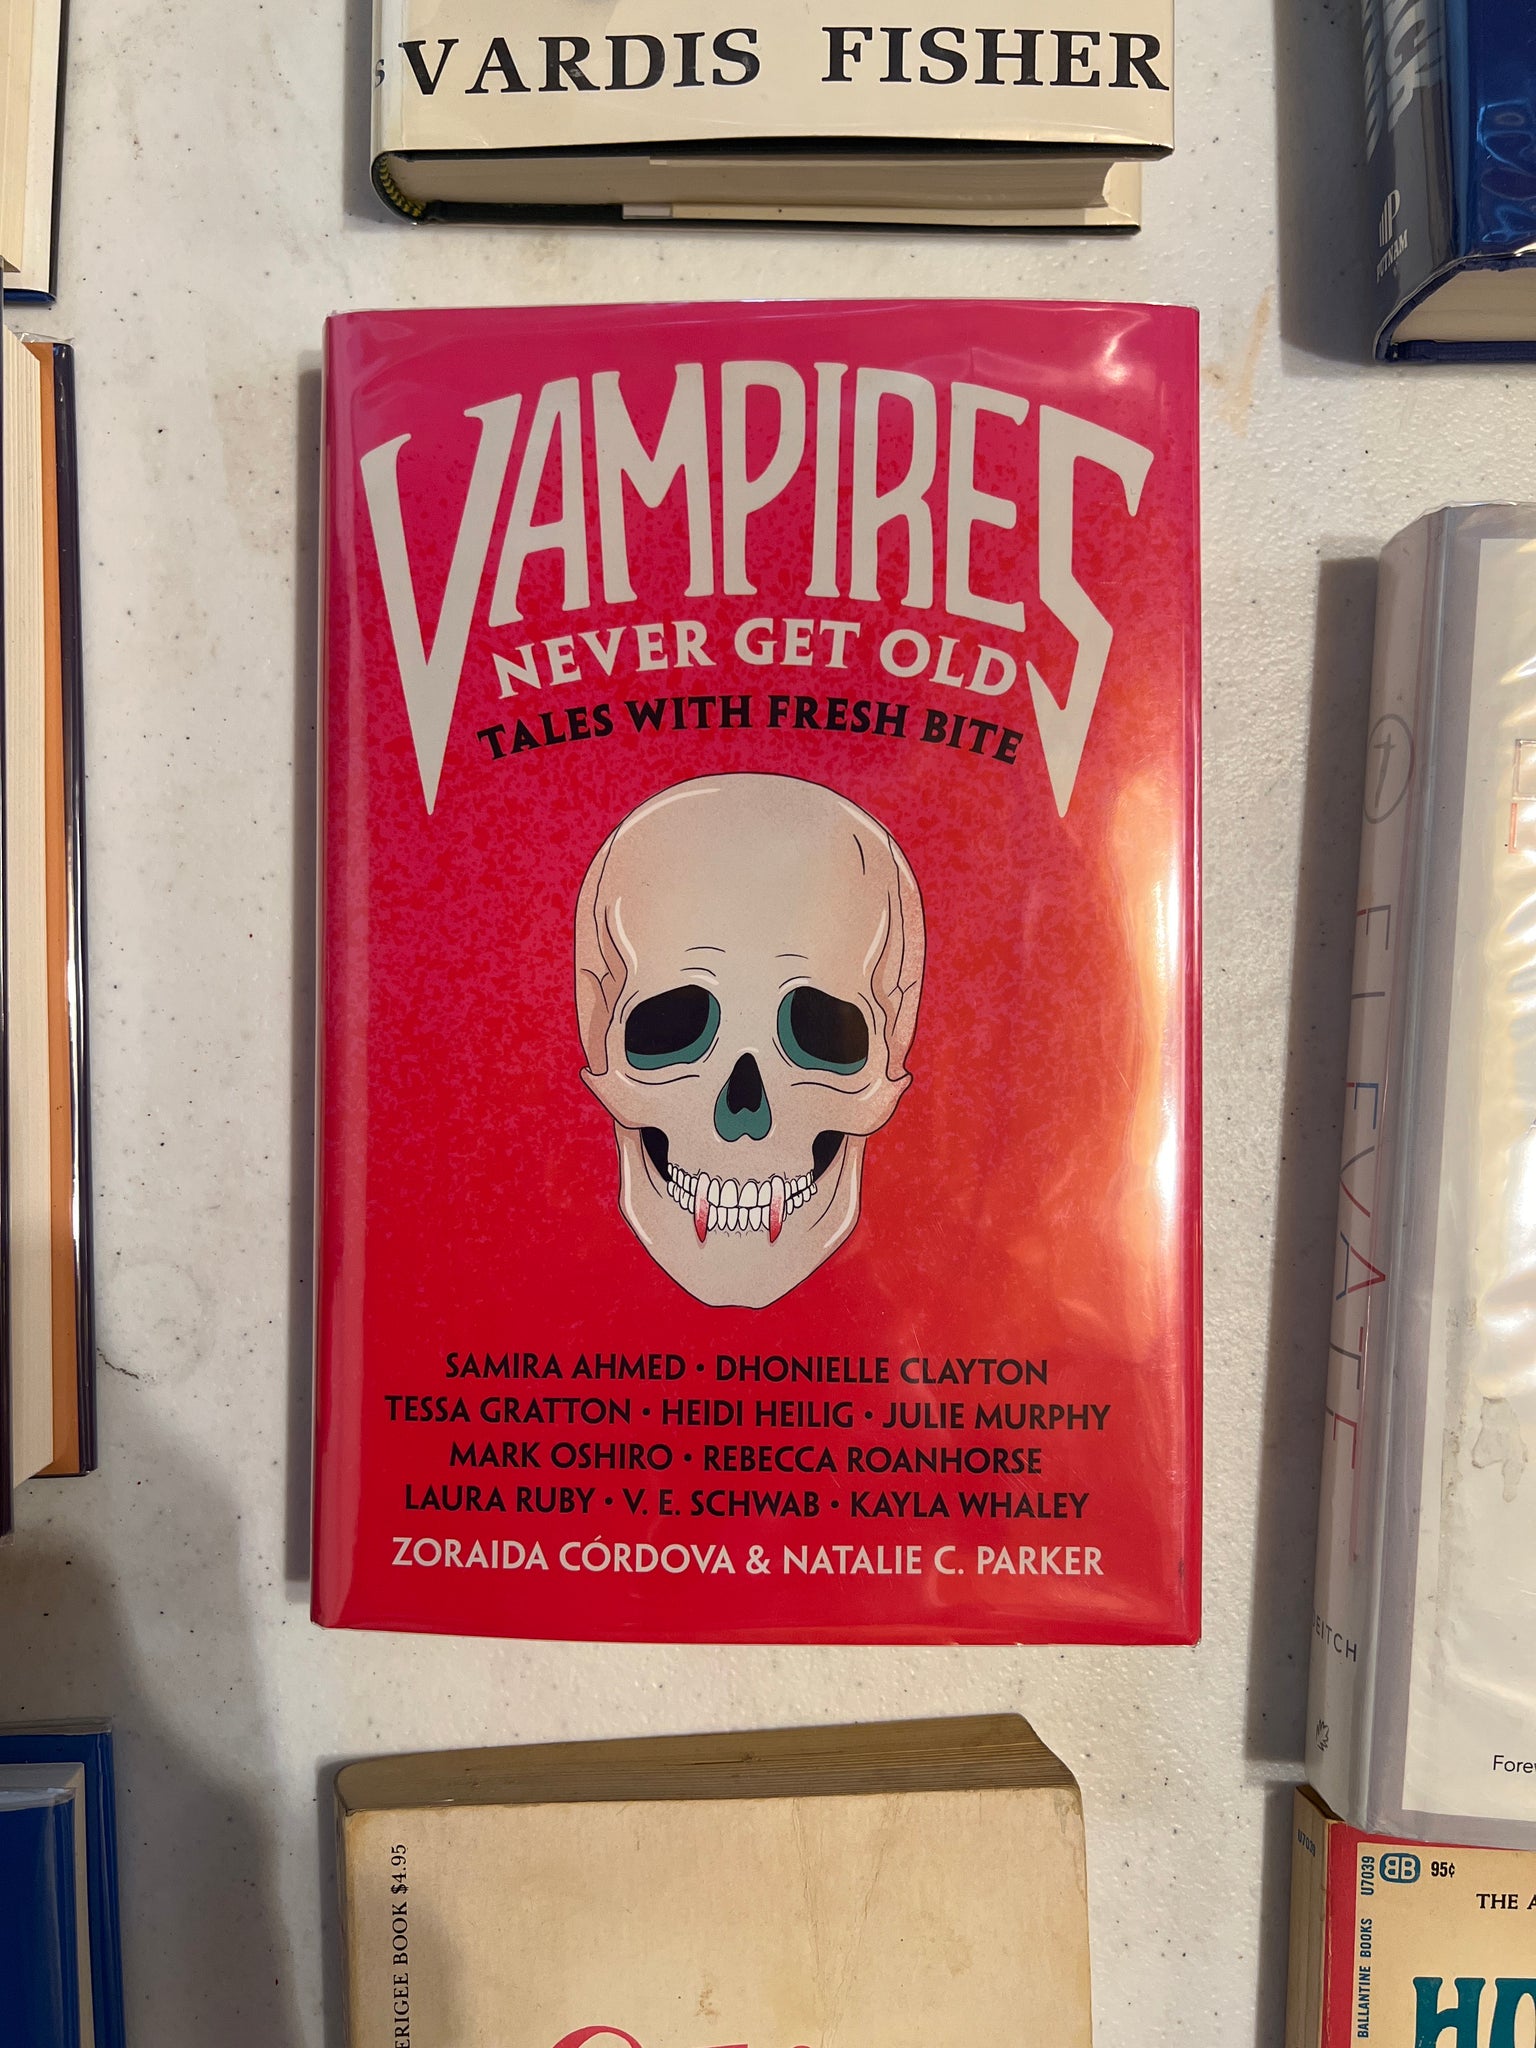 VARDIS FISHER
PUTNAM
VAMPIRES
NEVER GET OLD
TALES WITH FRESH BITE
SAMIRA AHMED • DHONIELLE CLAYTON
TESSA GRATTON • HEIDI HEILIG • JULIE MURPHY
MARK OSHIRO • REBECCA ROANHORSE
LAURA RUBY • V. E. SCHWAB • KAYLA WHALEY
ZORAIDA CÓRDOVA & NATALIE C. PARKER
ELEVATE
BOOK $4.95
U7039
U7039
BB 95¢
THE
BALLANTINE BOOKS